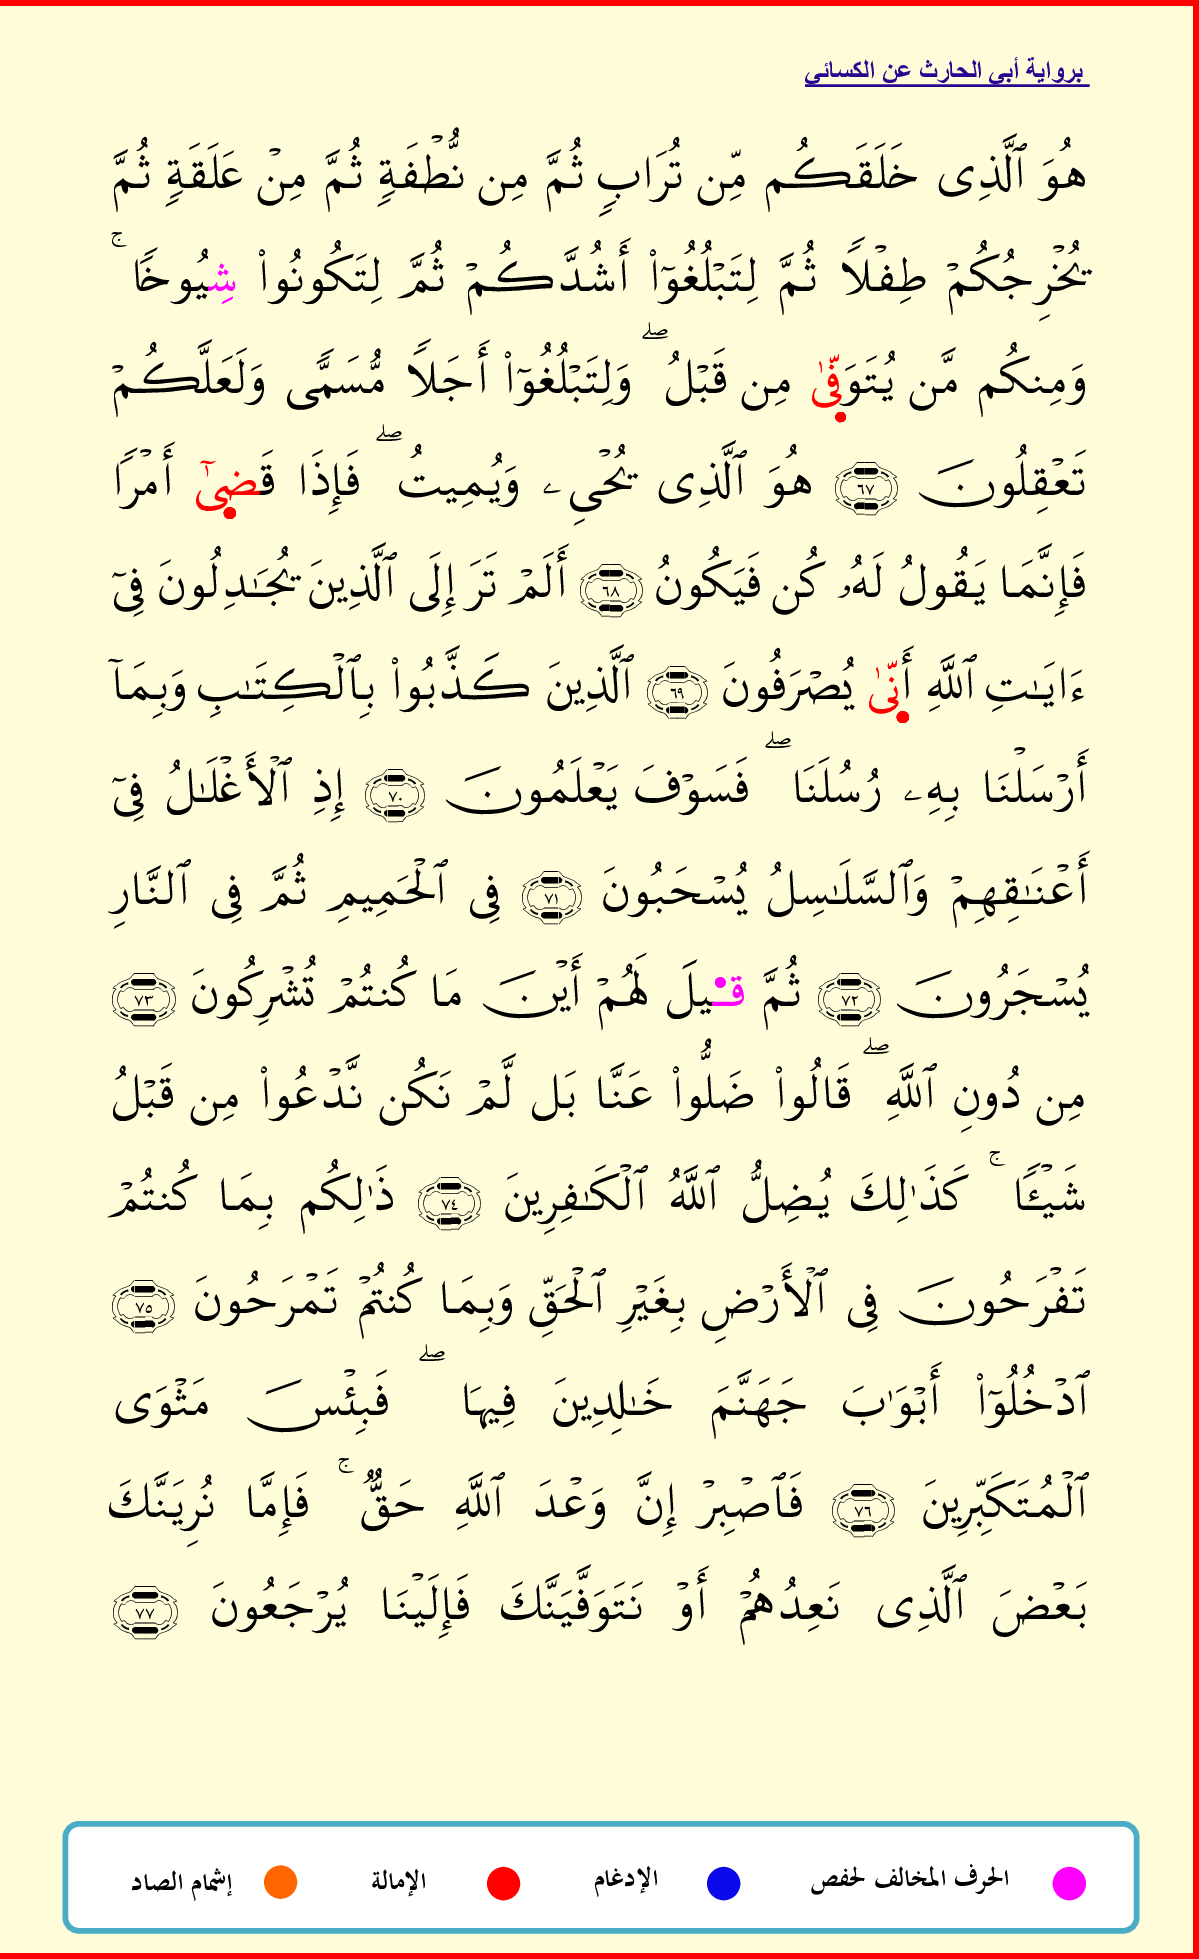 برواية أبي الحارث عن الكسائي
هُوَ ٱلَّذِى خَلَقَكُم مِّن تُرَابٍ ثُمَّ مِن نُّطْفَةٍ ثُمَّ مِنْ عَلَقَةٍ ثُمَّ
يُخْرِجُكُمْ طِفْلًا ثُمَّ لِتَبْلُغُوٓا۟ أَشُدَّكُمْ ثُمَّ لِتَكُونُوا۟ شِيُوخًا ۚ
وَمِنكُم مَّن يُتَوَفّىٰ مِن قَبْلُ ۖ وَلِتَبْلُغُوٓا۟ أَجَلًا مُّسَمًّى وَلَعَلَّكُمْ
تَعْقِلُونَ ٦٧ هُوَ ٱلَّذِى يُحْىِۦ وَيُمِيتُ ۖ فَإِذَا قَضىٰٓ أَمْرًا
فَإِنَّمَا يَقُولُ لَهُۥ كُن فَيَكُونُ ٦٨ أَلَمْ تَرَ إِلَى ٱلَّذِينَ يُجَـٰدِلُونَ فِىٓ
ءَايَـٰتِ ٱللَّهِ أَنّىٰ يُصْرَفُونَ ٦٩ ٱلَّذِينَ كَذَّبُوا۟ بِٱلْكِتَـٰبِ وَبِمَآ
أَرْسَلْنَا بِهِۦ رُسُلَنَا ۖ فَسَوْفَ يَعْلَمُونَ ٧٠ إِذِ ٱلْأَغْلَـٰلُ فِىٓ
أَعْنَـٰقِهِمْ وَٱلسَّلَـٰسِلُ يُسْحَبُونَ ٧١ فِى ٱلْحَمِيمِ ثُمَّ فِى ٱلنَّارِ
يُسْجَرُونَ ٧٢ ثُمَّ قيلَ لَهُمْ أَيْنَ مَا كُنتُمْ تُشْرِكُونَ ٧٣
مِن دُونِ ٱللَّهِ ۖ قَالُوا۟ ضَلُّوا۟ عَنَّا بَل لَّمْ نَكُن نَّدْعُوا۟ مِن قَبْلُ
شَيْـًٔا ۚ كَذَٰلِكَ يُضِلُّ ٱللَّهُ ٱلْكَـٰفِرِينَ ٧٤ ذَٰلِكُم بِمَا كُنتُمْ
تَفْرَحُونَ فِى ٱلْأَرْضِ بِغَيْرِ ٱلْحَقِّ وَبِمَا كُنتُمْ تَمْرَحُونَ ٧٥
ٱدْخُلُوٓا۟ أَبْوَٰبَ جَهَنَّمَ خَـٰلِدِينَ فِيهَا ۖ فَبِئْسَ مَثْوَى
ٱلْمُتَكَبِّرِينَ ٧٦ فَٱصْبِرْ إِنَّ وَعْدَ ٱللَّهِ حَقٌّ ۚ فَإِمَّا نُرِيَنَّكَ
بَعْضَ ٱلَّذِى نَعِدُهُمْ أَوْ نَتَوَفَّيَنَّكَ فَإِلَيْنَا يُرْجَعُونَ ٧٧
الحرف المخالف لحفص الإدغام الإمالة إشمام الصاد